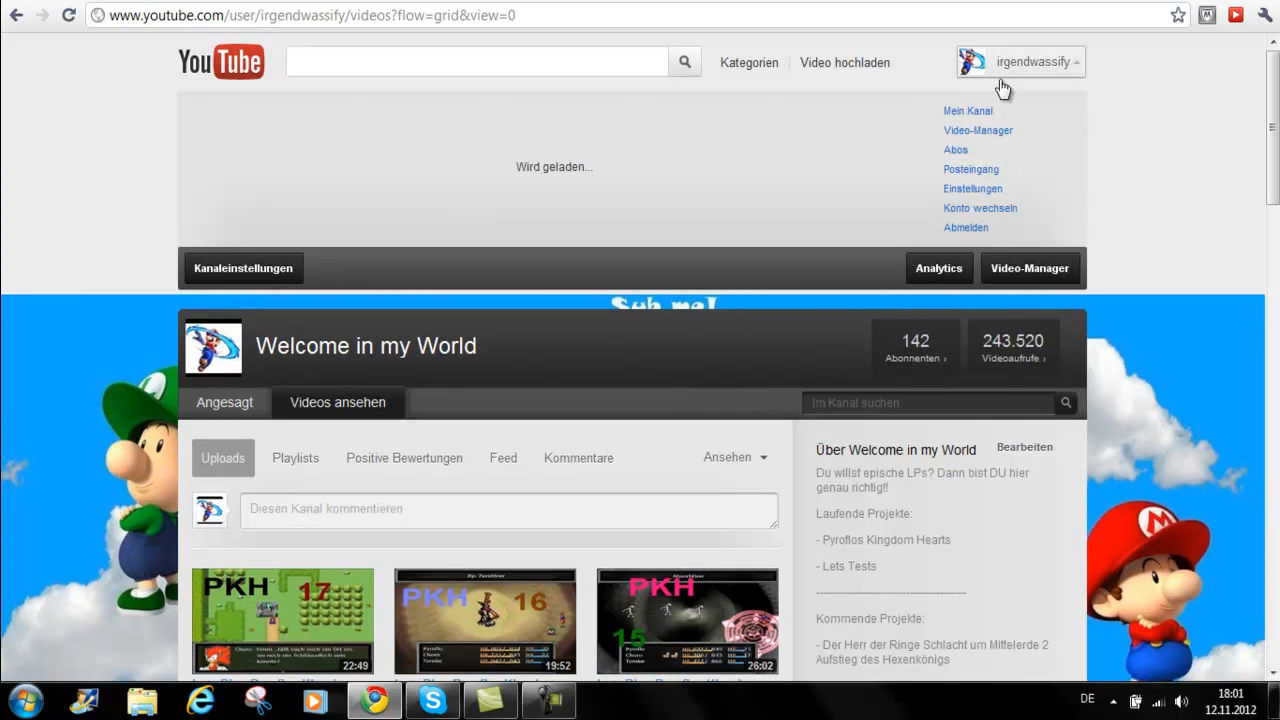 www.youtube.com/user/irgendwassify/videos?flow=grid&view=0
YouTube
Kategorien
Video hochladen
irgendwassify
Mein Kanal
Video-Manager
Abos
Posteingang
Einstellungen
Konto wechseln
Abmelden
Wird geladen...
Kanaleinstellungen
Analytics
Video-Manager
Sub me!
Welcome in my World
142
Abonnenten ›
243.520
Videoaufrufe ›
Angesagt
Videos ansehen
Im Kanal suchen
Uploads
Playlists
Positive Bewertungen
Feed
Kommentare
Ansehen
Diesen Kanal kommentieren
Über Welcome in my World
Bearbeiten
Du willst epische LPs? Dann bist DU hier
genau richtig!!
Laufende Projekte:
- Pyroflos Kingdom Hearts
- Lets Tests
----------------------------------------------
Kommende Projekte:
- Der Herr der Ringe Schlacht um Mittelerde 2
Aufstieg des Hexenkönigs
PKH 17
22:49
PKH 16
19:52
PKH
15
26:02
DE
18:01
12.11.2012